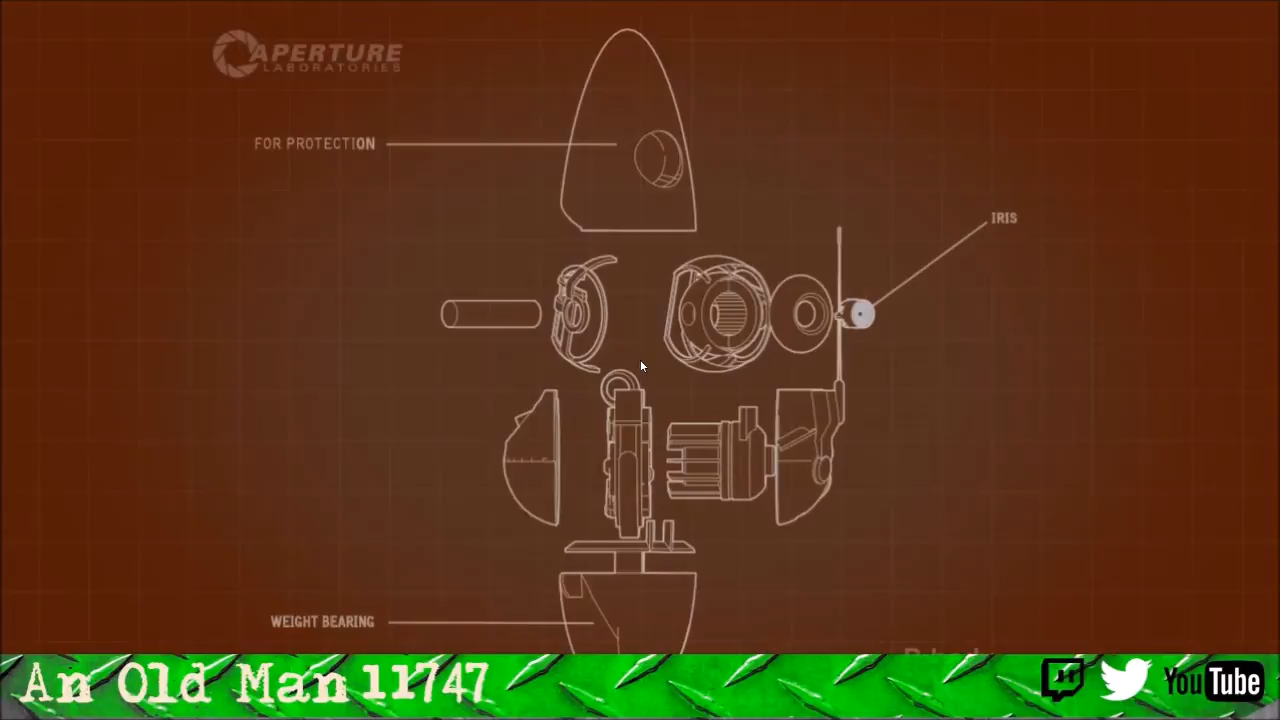 APERTURE
LABORATORIES
FOR PROTECTION
IRIS
WEIGHT BEARING
An Old Man 11747
YouTube